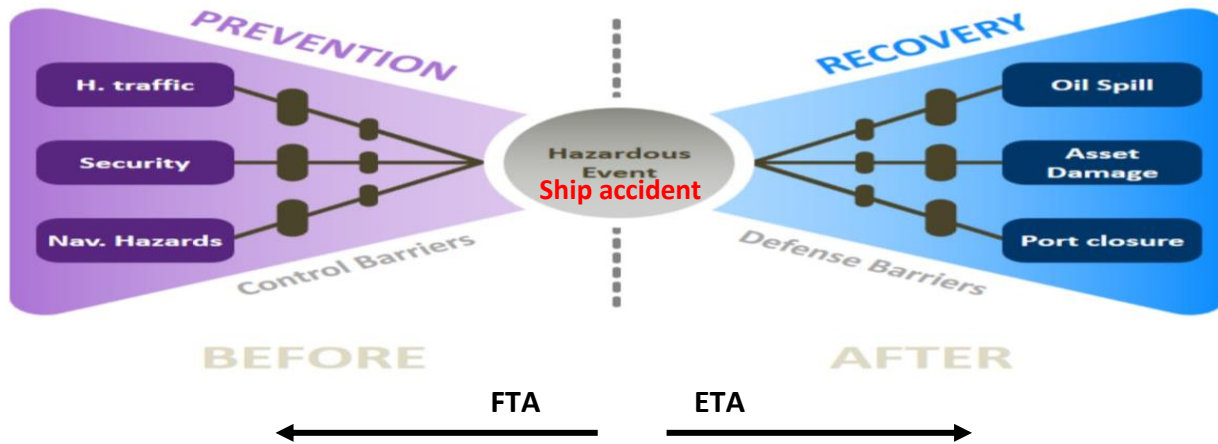 PREVENTION
RECOVERY
H. traffic
Security
Nav. Hazards
Hazardous
Event
Ship accident
Oil Spill
Asset
Damage
Port closure
Control Barriers
Defense Barriers
BEFORE
AFTER
FTA
ETA